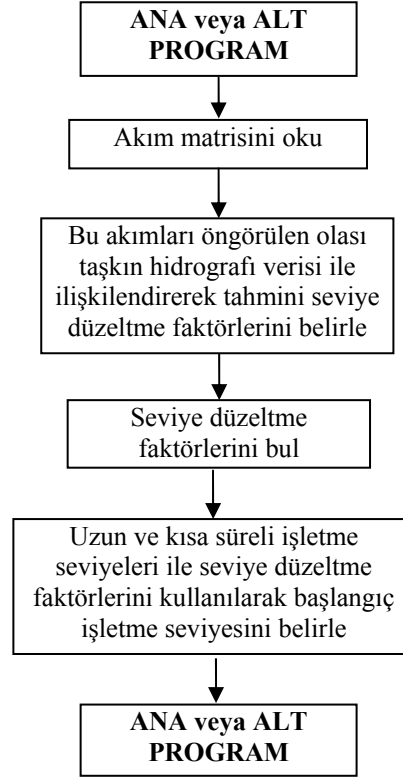 ANA veya ALT
PROGRAM
Akım matrisini oku
Bu akımları öngörülen olası
taşkın hidrografı verisi ile
ilişkilendirerek tahmini seviye
düzeltme faktörlerini belirle
Seviye düzeltme
faktörlerini bul
Uzun ve kısa süreli işletme
seviyeleri ile seviye düzeltme
faktörlerini kullanılarak başlangıç
işletme seviyesini belirle
ANA veya ALT
PROGRAM